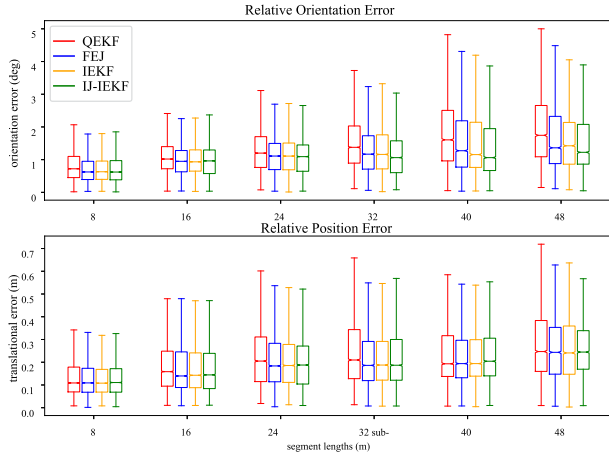 Relative Orientation Error
orientation error (deg)
5
4
3
2
1
0
QEKF
FEJ
IEKF
IJ-IEKF
8 16 24 32 40 48
Relative Position Error
translational error (m)
0.7
0.6
0.5
0.4
0.3
0.2
0.1
0.0
8 16 24 32 sub- 40 48
segment lengths (m)